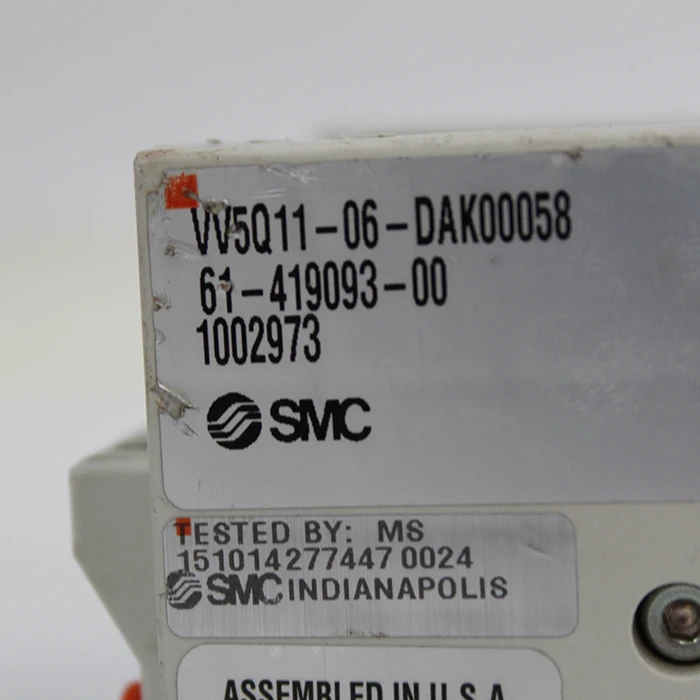 VV5Q11-06-DAK00058
61-419093-00
1002973
SMC
TESTED BY: MS
151014277447 0024
SMC INDIANAPOLIS
ASSEMBLED IN U.S.A